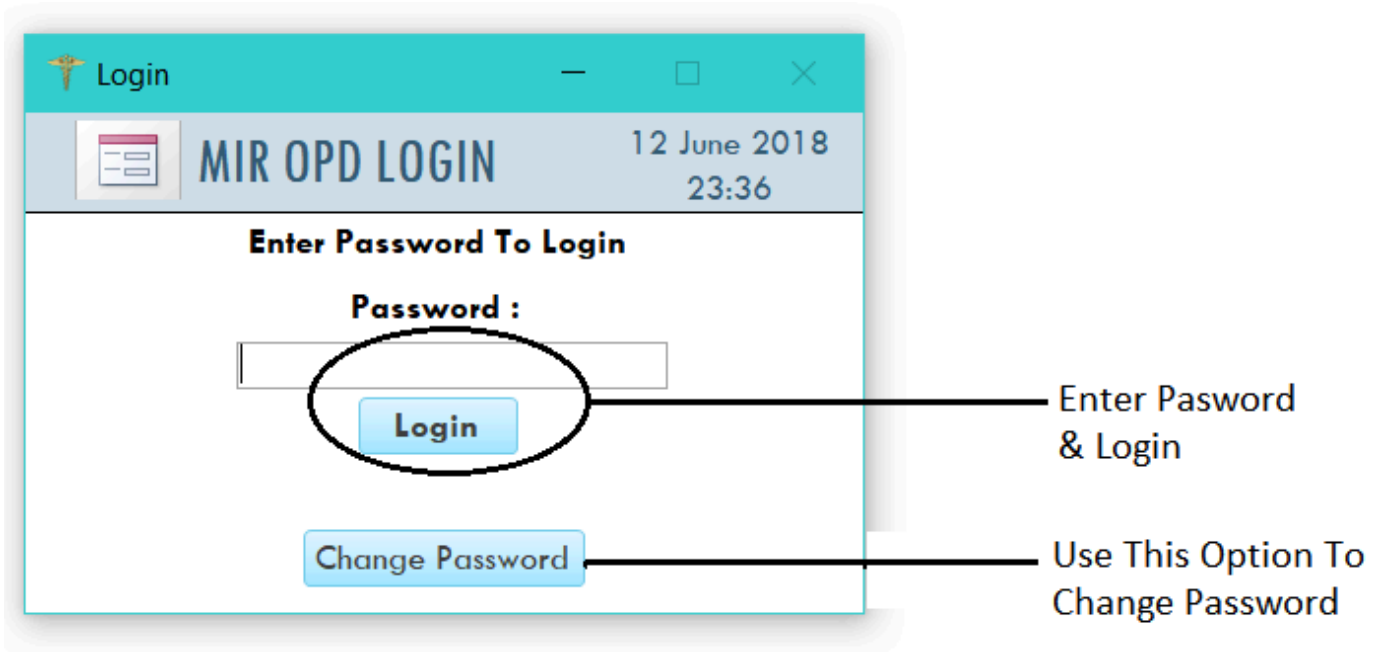 Login
MIR OPD LOGIN
12 June 2018
23:36
Enter Password To Login
Password :
Login
Enter Pasword
& Login
Change Password
Use This Option To
Change Password